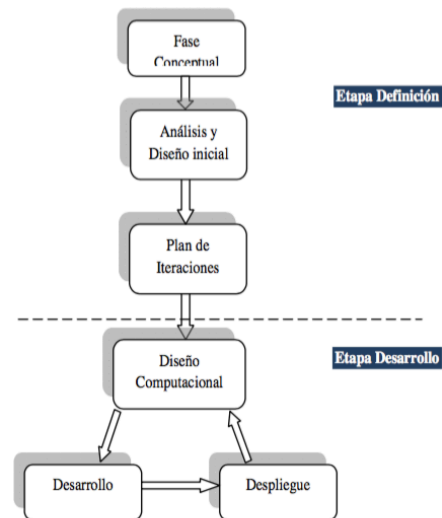 Fase
Conceptual
Etapa Definición
Análisis y
Diseño inicial
Plan de
Iteraciones
Etapa Desarrollo
Diseño
Computacional
Desarrollo
Despliegue